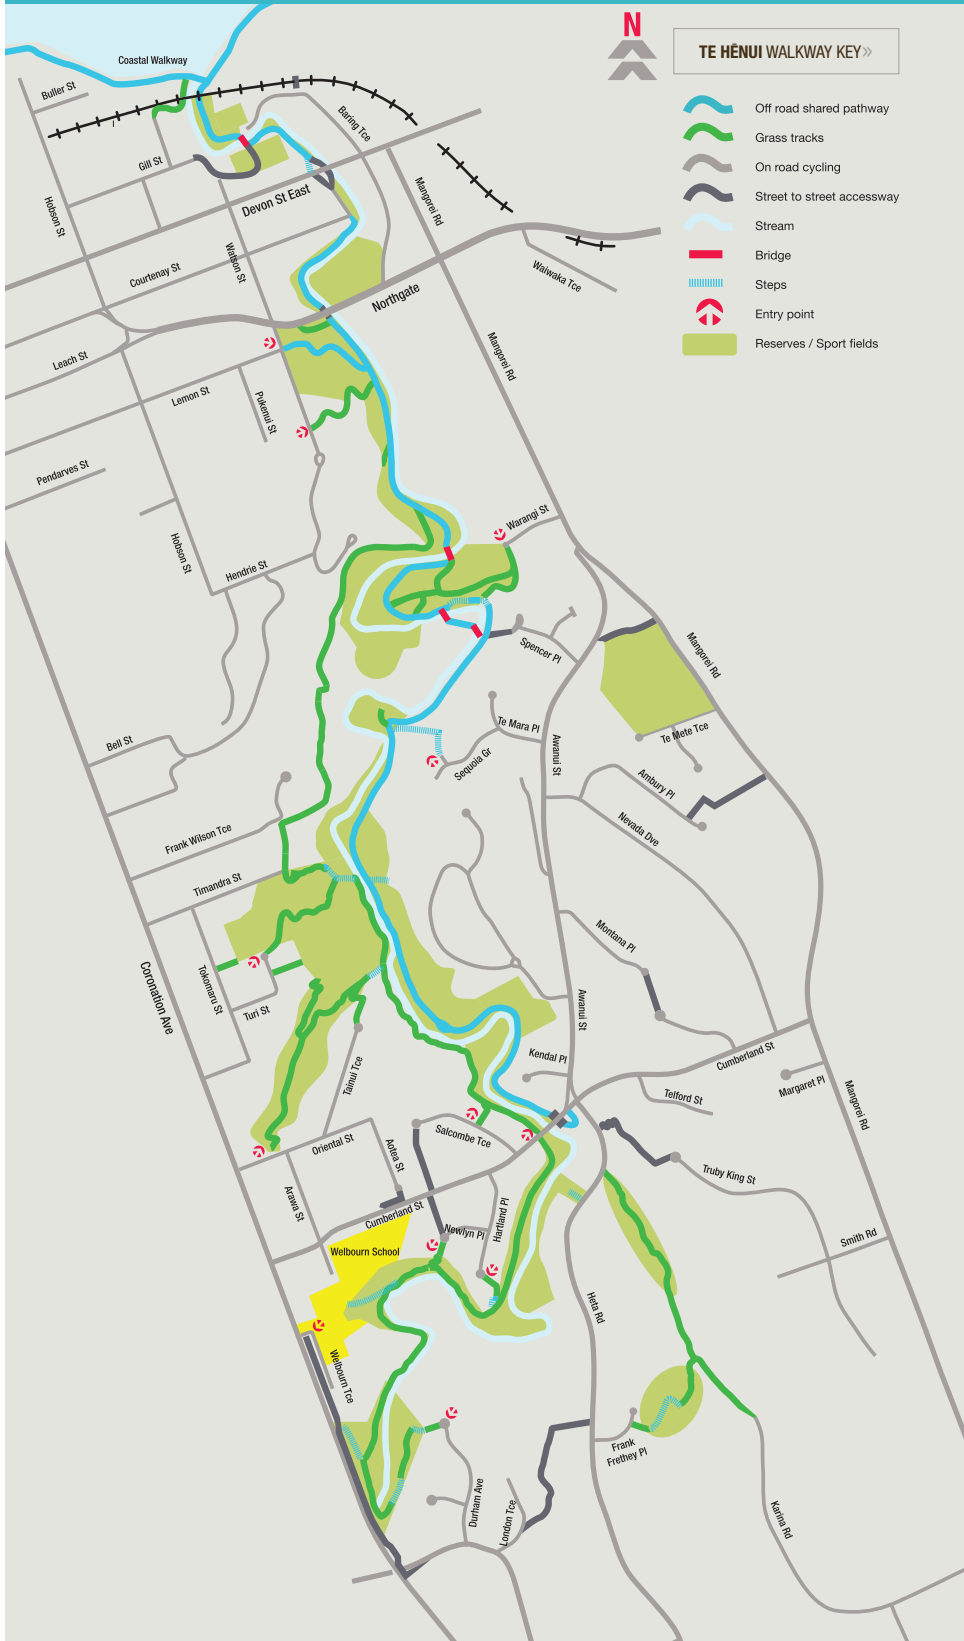 N
TE HĒNUI WALKWAY KEY»
Off road shared pathway
Grass tracks
On road cycling
Street to street accessway
Stream
Bridge
Steps
Entry point
Reserves / Sport fields
Coastal Walkway
Buller St
Baring Tce
Gill St
Hobson St
Devon St East
Mangorei Rd
Watson St
Courtenay St
Waiwaka Tce
Northgate
Leach St
Mangorei Rd
Lemon St
Pukenui St
Pendarves St
Warangi St
Hobson St
Hendrie St
Spencer Pl
Mangorei Rd
Te Mara Pl
Te Mete Tce
Bell St
Sequoia Gr
Awanui St
Ambury Pl
Nevada Dve
Frank Wilson Tce
Timandra St
Montana Pl
Tokomaru St
Coronation Ave
Turi St
Awanui St
Kendal Pl
Cumberland St
Tainui Tce
Margaret Pl
Mangorei Rd
Telford St
Salcombe Tce
Oriental St
Aotea St
Truby King St
Arawa St
Cumberland St
Hartland Pl
Newlyn Pl
Smith Rd
Welbourn School
Heta Rd
Welbourn Tce
Frank
Frethey Pl
Durham Ave
London Tce
Karina Rd